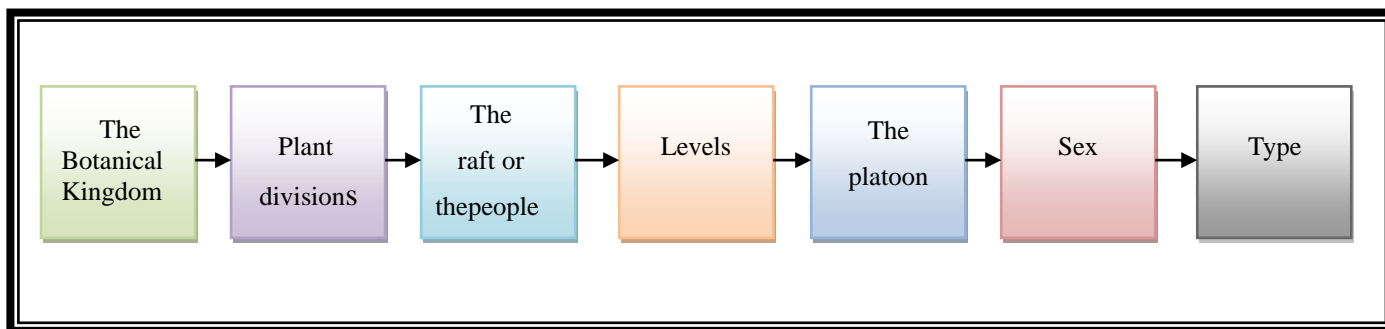 The
Botanical
Kingdom
Plant
divisions
The
raft or
thepeople
Levels
The
platoon
Sex
Type